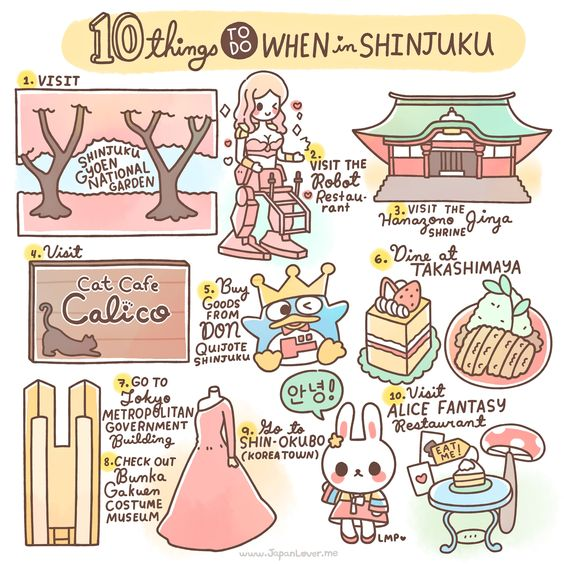 10 things TO DO WHEN in SHINJUKU
1. VISIT
SHINJUKU
GYOEN
NATIONAL
GARDEN
2.
VISIT THE
Robot
Restau-
rant
3. VISIT THE
Hanazono Jinja
SHRINE
4. Visit
Cat Cafe
Calico
5. Buy
GOODS
FROM
DON
QUIJOTE
SHINJUKU
6. Dine at
TAKASHIMAYA
7. GO TO
Tokyo
METROPOLITAN
GOVERNMENT
Building
8. CHECK OUT
Bunka
Gakuen
COSTUME
MUSEUM
안녕!
9. Go to
SHIN-OKUBO
(KOREATOWN)
10. Visit
ALICE FANTASY
Restaurant
EAT
ME!
LMP
www.JapanLover.me